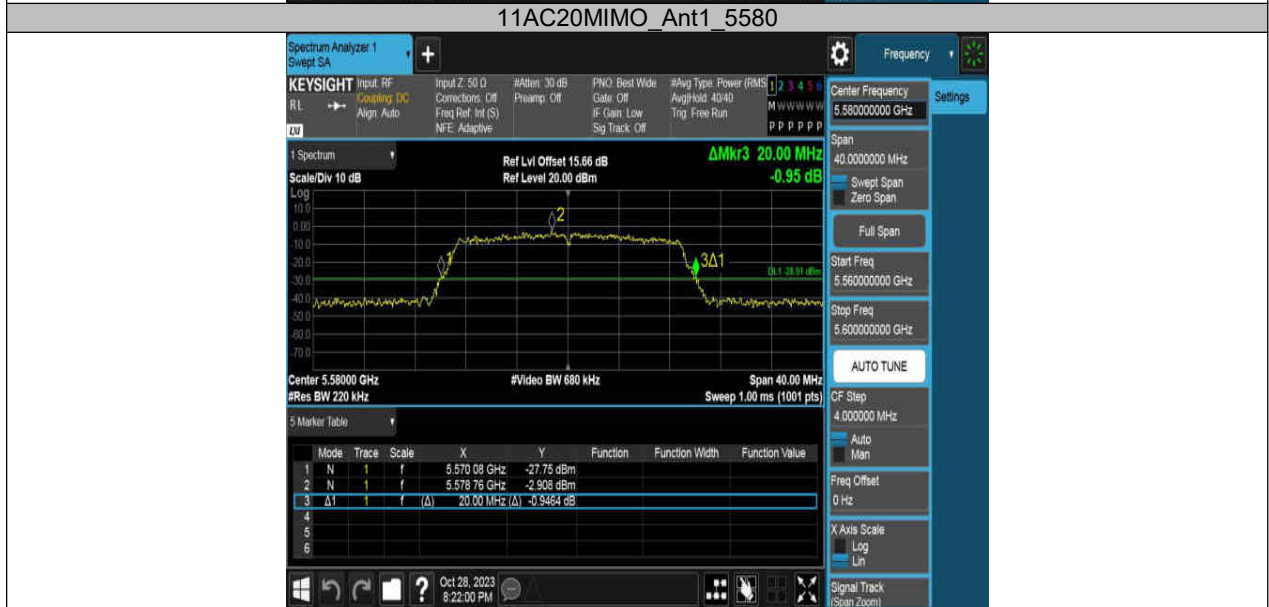 11AC20MIMO_Ant1_5580
Spectrum Analyzer 1
Swept SA
+
Frequency
KEYSIGHT
RL
LXI
Input: RF
Coupling: DC
Align: Auto
Input Z: 50 Ω
Corrections: Off
Freq Ref: Int (S)
NFE: Adaptive
#Atten: 30 dB
Preamp: Off
PNO: Best Wide
Gate: Off
IF Gain: Low
Sig Track: Off
#Avg Type: Power (RMS
Avg|Hold: 40/40
Trig: Free Run
1 2 3 4 5 6
M W W W W W
P P P P P P
1 Spectrum
Scale/Div 10 dB
Log
Ref Lvl Offset 15.66 dB
Ref Level 20.00 dBm
ΔMkr3 20.00 MHz
-0.95 dB
10.0
0.00
-10.0
-20.0
-30.0
-40.0
-50.0
-60.0
-70.0
1
2
3Δ1
DL1 -28.91 dBm
Center 5.58000 GHz
#Res BW 220 kHz
#Video BW 680 kHz
Span 40.00 MHz
Sweep 1.00 ms (1001 pts)
5 Marker Table
Mode Trace Scale X Y Function Function Width Function Value
1 N 1 f 5.570 08 GHz -27.75 dBm
2 N 1 f 5.578 76 GHz -2.908 dBm
3 Δ1 1 f (Δ) 20.00 MHz (Δ) -0.9464 dB
4
5
6
?
Oct 28, 2023
8:22:00 PM
Center Frequency
5.580000000 GHz
Settings
Span
40.0000000 MHz
Swept Span
Zero Span
Full Span
Start Freq
5.560000000 GHz
Stop Freq
5.600000000 GHz
AUTO TUNE
CF Step
4.000000 MHz
Auto
Man
Freq Offset
0 Hz
X Axis Scale
Log
Lin
Signal Track
(Span Zoom)